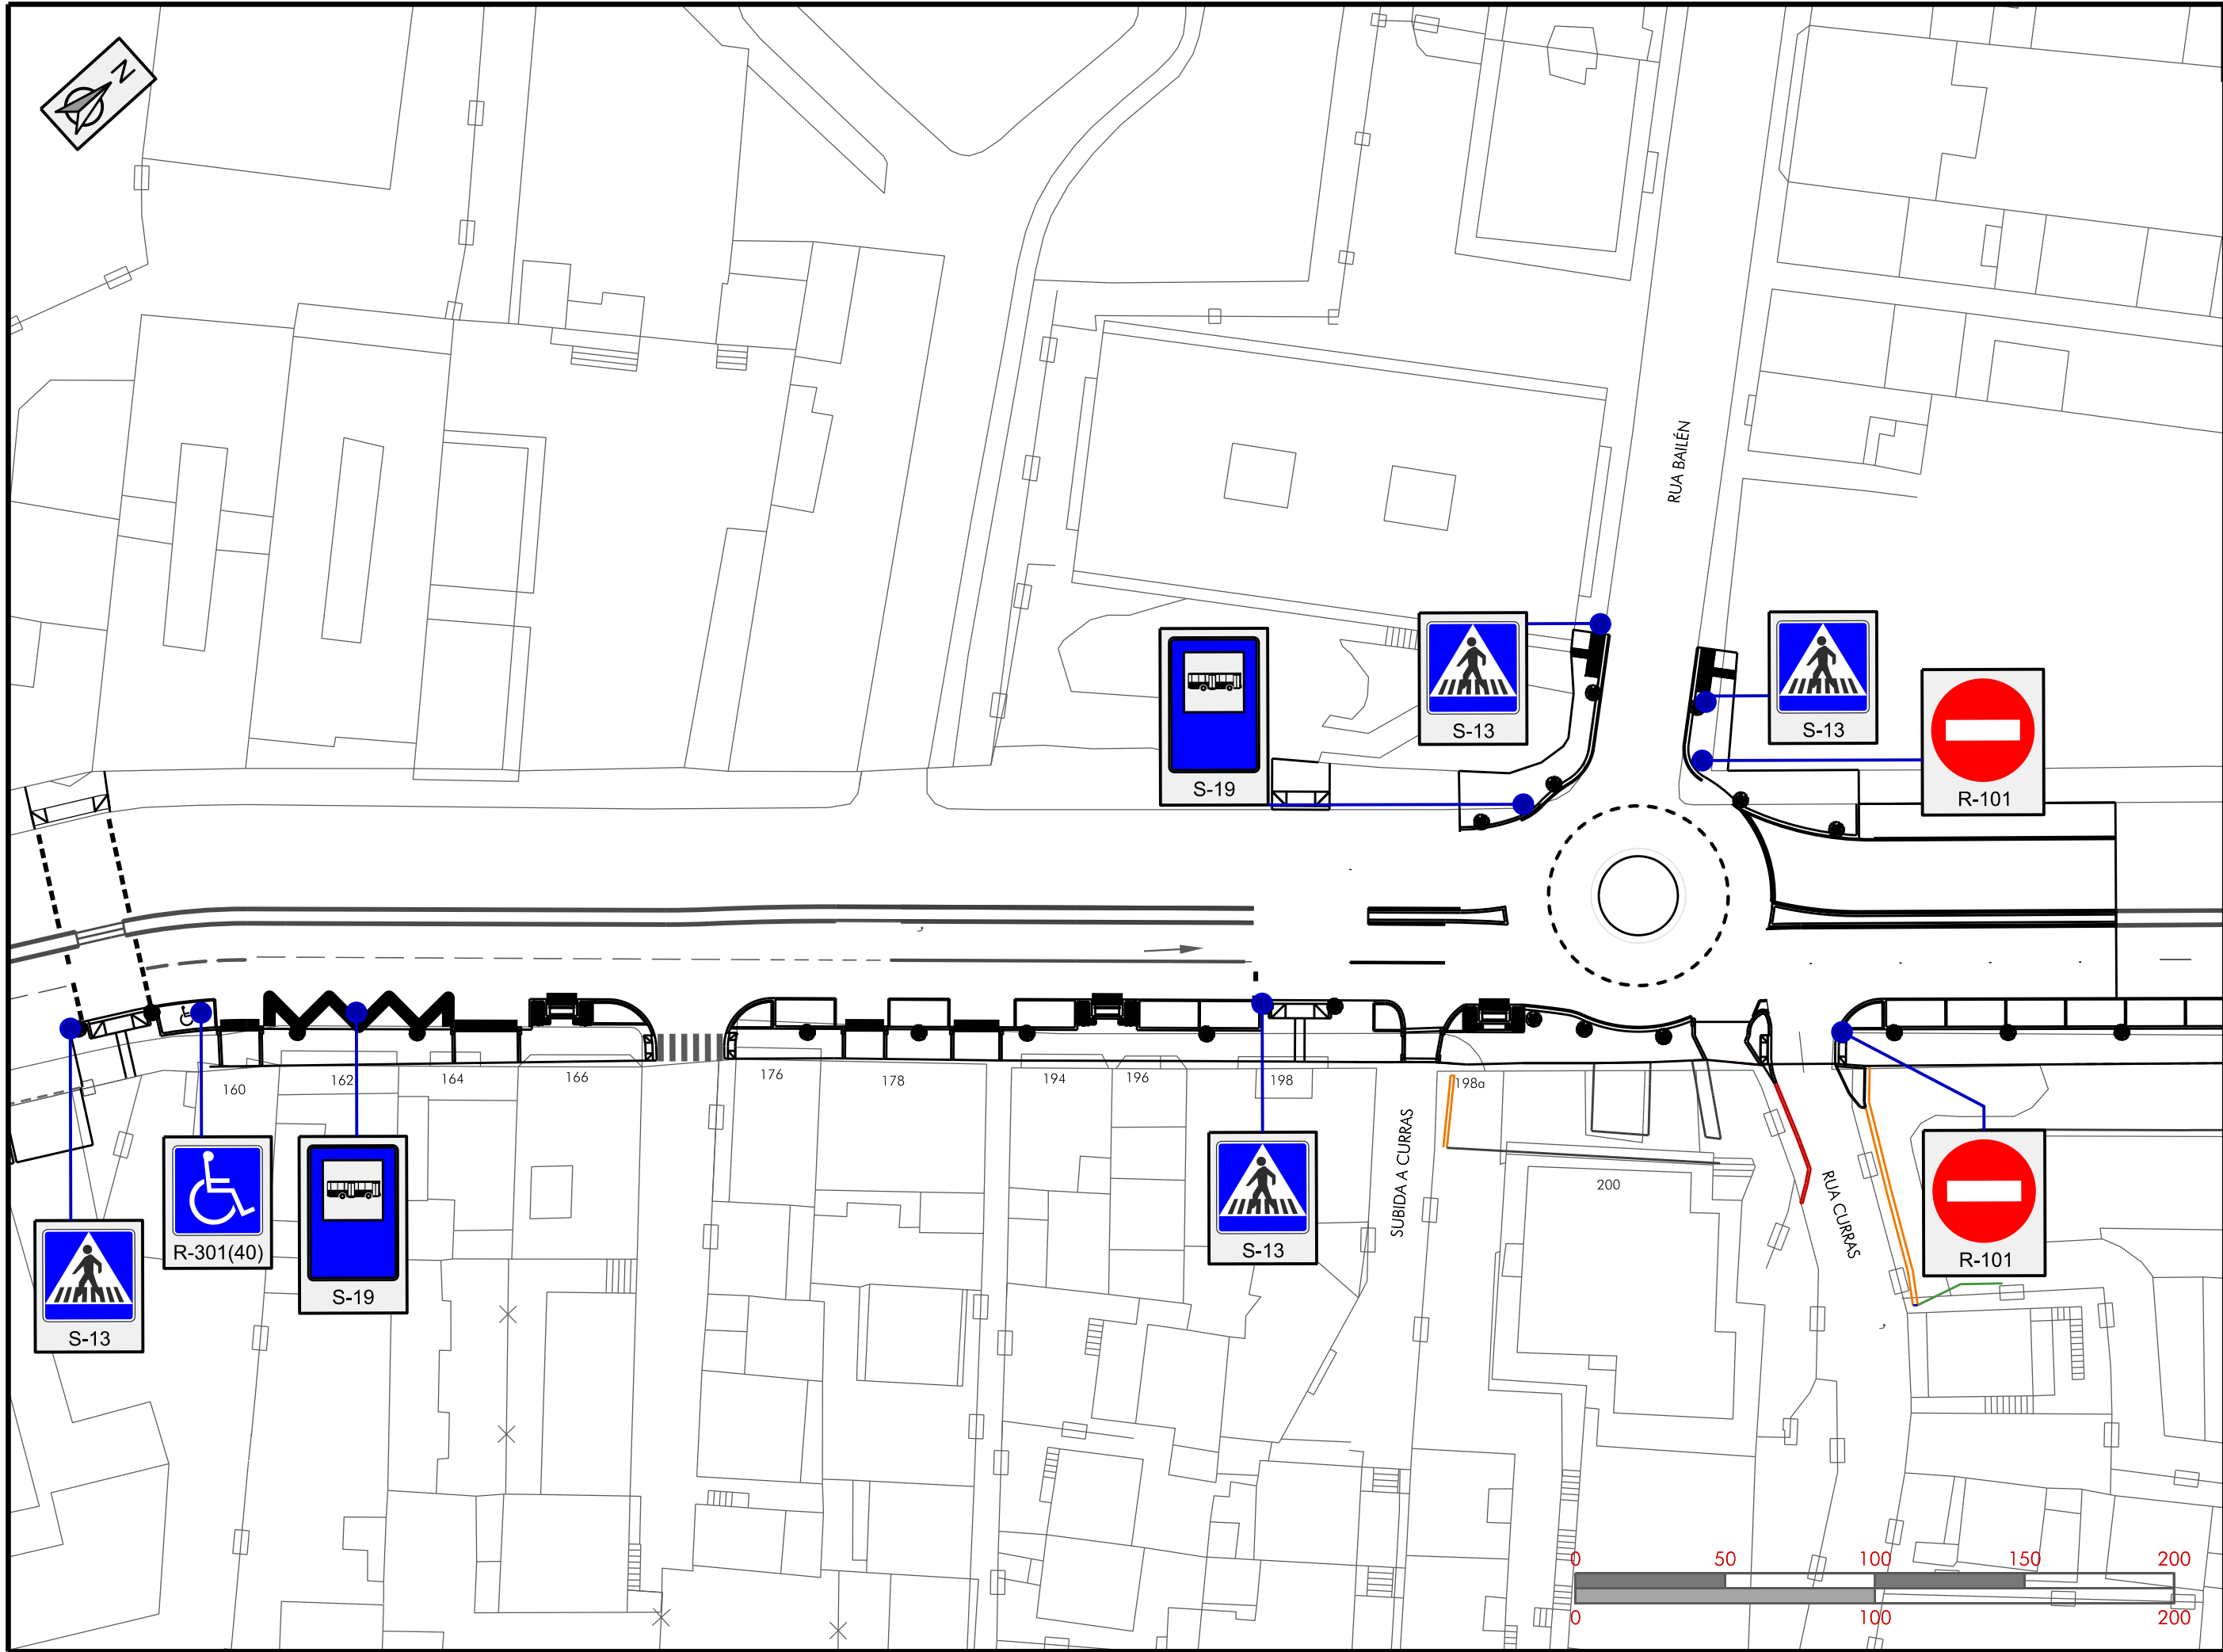 N
RUA BAILÉN
S-19
S-13
S-13
R-101
160
162
164
166
176
178
194
196
198
198a
200
SUBIDA A CURRAS
RUA CURRAS
S-13
R-301(40)
S-19
S-13
R-101
0 50 100 150 200
0 100 200